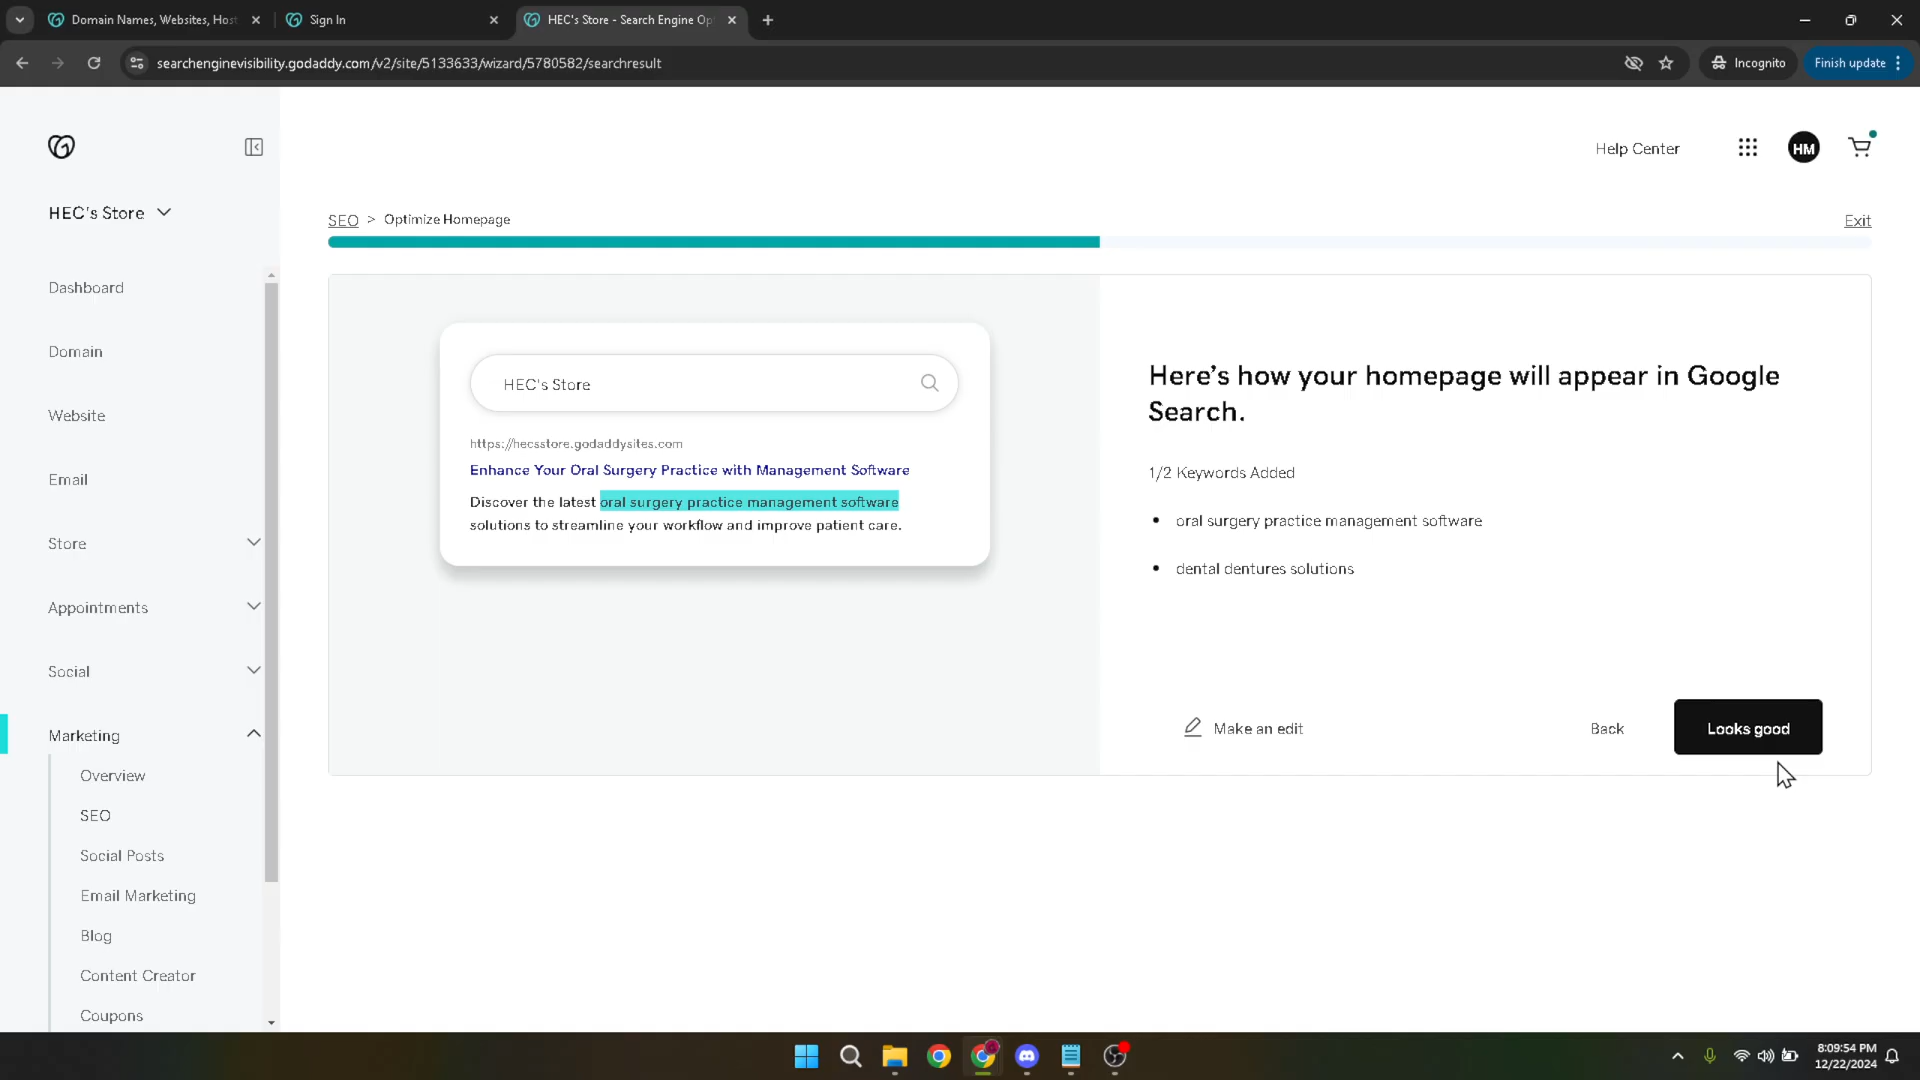 Domain Names, Websites, Host
Sign In
HEC's Store - Search Engine Op
searchenginevisibility.godaddy.com/v2/site/5133633/wizard/5780582/searchresult
Incognito
Finish update
Help Center
HM
HEC's Store
SEO > Optimize Homepage
Exit
Dashboard
Domain
Website
Email
Store
Appointments
Social
Marketing
Overview
SEO
Social Posts
Email Marketing
Blog
Content Creator
Coupons
HEC's Store
https://hecsstore.godaddysites.com
Enhance Your Oral Surgery Practice with Management Software
Discover the latest oral surgery practice management software
solutions to streamline your workflow and improve patient care.
Here's how your homepage will appear in Google
Search.
1/2 Keywords Added
• oral surgery practice management software
• dental dentures solutions
Make an edit
Back
Looks good
8:09:54 PM
12/22/2024